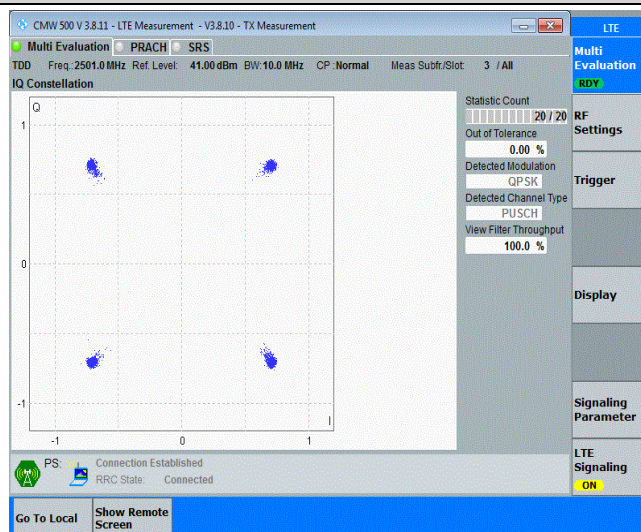 CMW 500 V 3.8.11 - LTE Measurement - V3.8.10 - TX Measurement
LTE
Multi Evaluation PRACH SRS
TDD Freq.: 2501.0 MHz Ref. Level: 41.00 dBm BW: 10.0 MHz CP : Normal Meas Subfr./Slot: 3 / All
IQ Constellation
Multi
Evaluation
RDY
RF
Settings
Trigger
Display
Signaling
Parameter
LTE
Signaling
ON
Q
1
0
-1
I
-1 0 1
Statistic Count
20 / 20
Out of Tolerance
0.00 %
Detected Modulation
QPSK
Detected Channel Type
PUSCH
View Filter Throughput
100.0 %
PS: Connection Established
RRC State: Connected
Go To Local
Show Remote
Screen